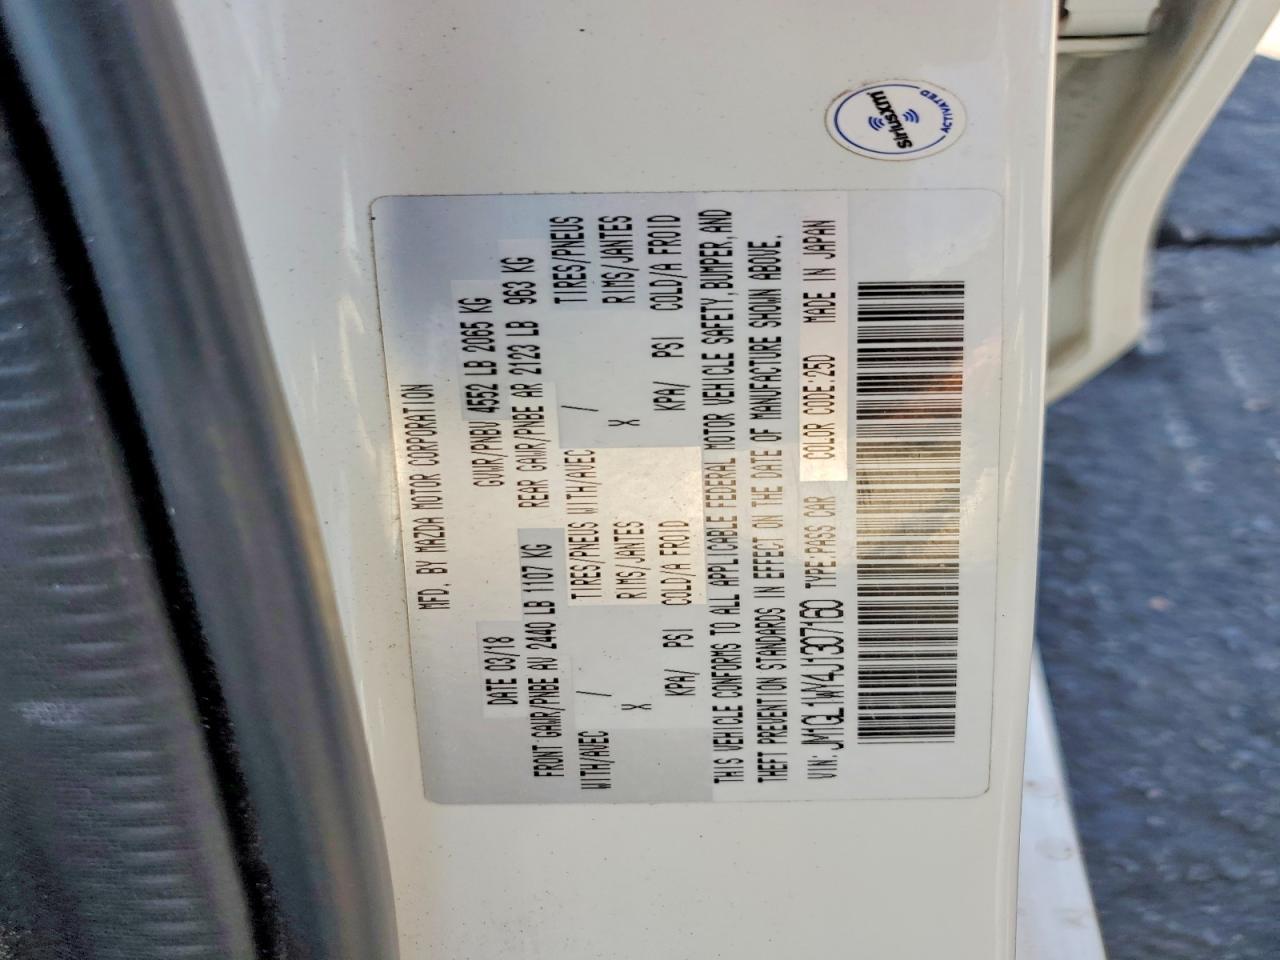 siriusxm
ACTIVATED
MFD. BY MAZDA MOTOR CORPORATION
DATE 03/18 GVWR/PNBV 4552 LB 2065 KG
FRONT GAWR/PNBE AV 2440 LB 1107 KG REAR GAWR/PNBE AR 2123 LB 963 KG
WITH/AVEC / TIRES/PNEUS WITH/AVEC / TIRES/PNEUS
X RIMS/JANTES X RIMS/JANTES
KPA/ PSI COLD/A FROID KPA/ PSI COLD/A FROID
THIS VEHICLE CONFORMS TO ALL APPLICABLE FEDERAL MOTOR VEHICLE SAFETY, BUMPER, AND
THEFT PREVENTION STANDARDS IN EFFECT ON THE DATE OF MANUFACTURE SHOWN ABOVE.
VIN: JM1GL1WY4J1307160 TYPE:PASS CAR COLOR CODE:25D MADE IN JAPAN